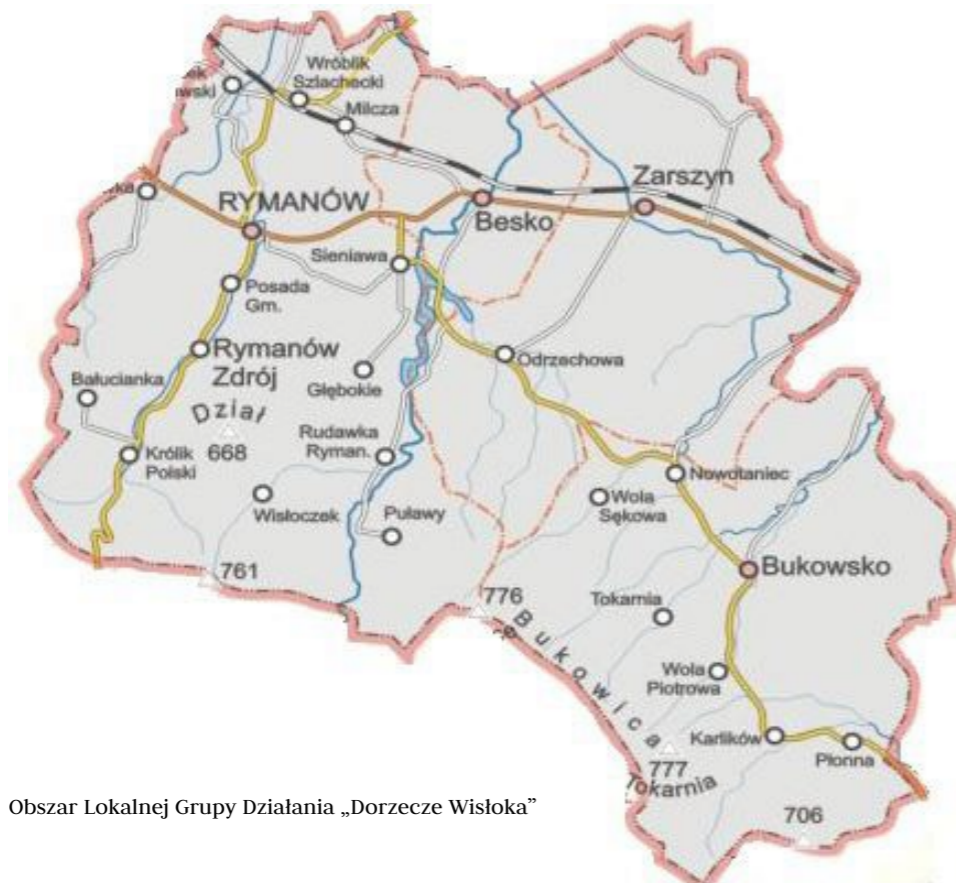 Wróblik
Szlachecki
Milcza
Zarszyn
RYMANÓW
Besko
Sieniawa
Posada
Gm.
Rymanów
Zdrój
Odrzechowa
Bałucianka
Głębokie
Dział
668
Królik
Polski
Rudawka
Ryman.
Nowotaniec
Wisłoczek
Wola
Sękowa
Puławy
Bukowsko
761
776
Tokarnia
Bukowica
Wola
Piotrowa
Karlików
Płonna
777
Tokarnia
706
Obszar Lokalnej Grupy Działania „Dorzecze Wisłoka”